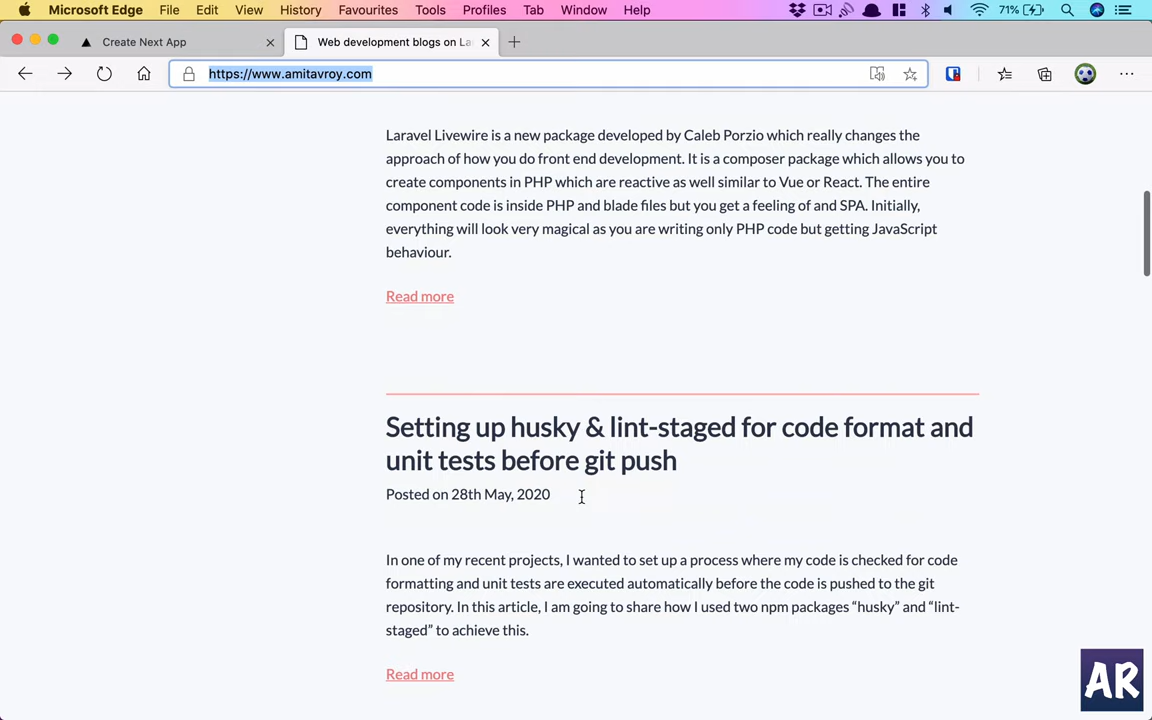 Microsoft Edge File Edit View History Favourites Tools Profiles Tab Window Help 71%
Create Next App
Web development blogs on La
https://www.amitavroy.com
Laravel Livewire is a new package developed by Caleb Porzio which really changes the
approach of how you do front end development. It is a composer package which allows you to
create components in PHP which are reactive as well similar to Vue or React. The entire
component code is inside PHP and blade files but you get a feeling of and SPA. Initially,
everything will look very magical as you are writing only PHP code but getting JavaScript
behaviour.
Read more
Setting up husky & lint-staged for code format and
unit tests before git push
Posted on 28th May, 2020
In one of my recent projects, I wanted to set up a process where my code is checked for code
formatting and unit tests are executed automatically before the code is pushed to the git
repository. In this article, I am going to share how I used two npm packages “husky” and “lint-
staged” to achieve this.
Read more
AR